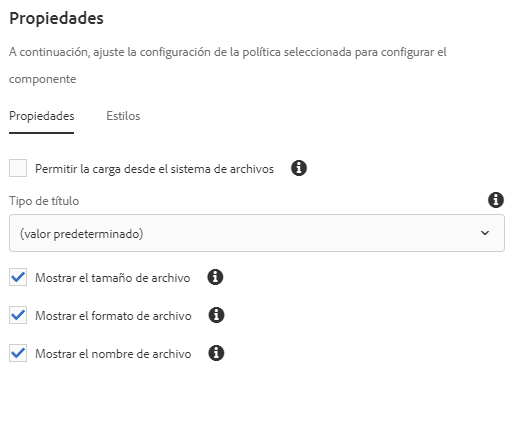 Propiedades
A continuación, ajuste la configuración de la política seleccionada para configurar el
componente
Propiedades Estilos
Permitir la carga desde el sistema de archivos
Tipo de título
(valor predeterminado)
Mostrar el tamaño de archivo
Mostrar el formato de archivo
Mostrar el nombre de archivo